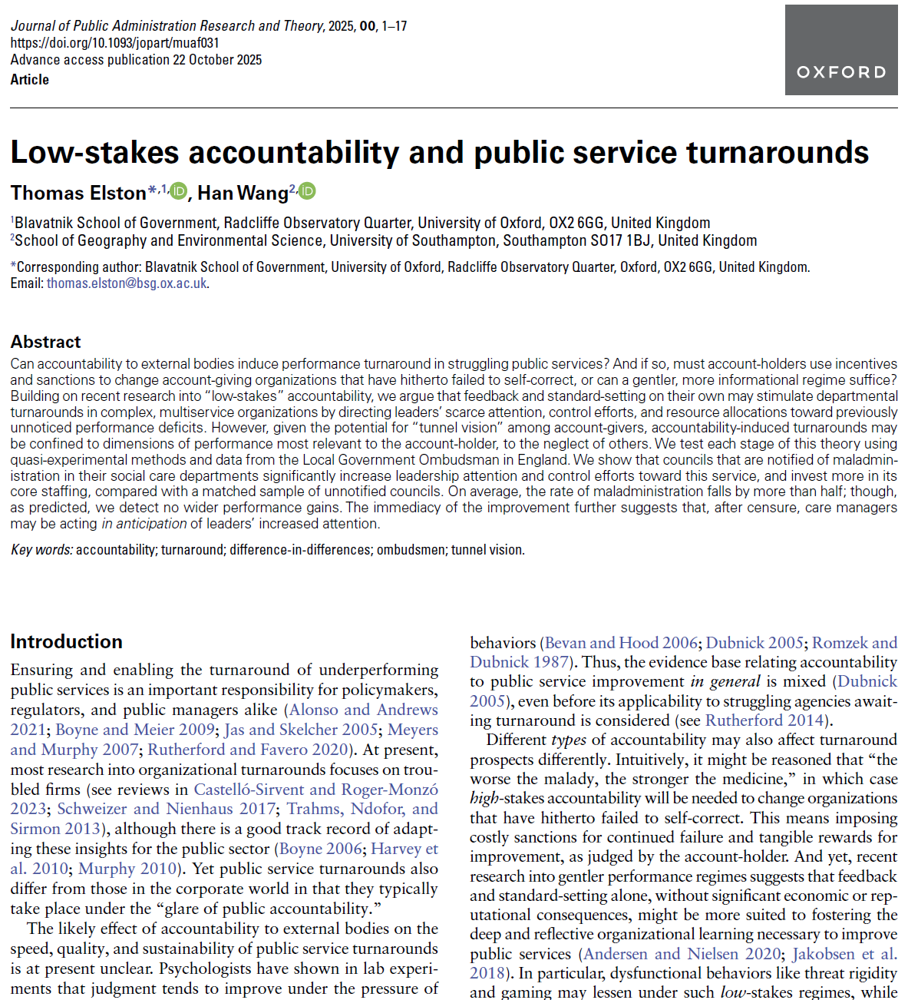 Journal of Public Administration Research and Theory, 2025, 00, 1–17
https://doi.org/10.1093/jopart/muaf031
Advance access publication 22 October 2025
Article
OXFORD
Low-stakes accountability and public service turnarounds
Thomas Elston*,1,iD, Han Wang2,iD
1Blavatnik School of Government, Radcliffe Observatory Quarter, University of Oxford, OX2 6GG, United Kingdom
2School of Geography and Environmental Science, University of Southampton, Southampton SO17 1BJ, United Kingdom
*Corresponding author: Blavatnik School of Government, University of Oxford, Radcliffe Observatory Quarter, Oxford, OX2 6GG, United Kingdom.
Email: thomas.elston@bsg.ox.ac.uk.
Abstract
Can accountability to external bodies induce performance turnaround in struggling public services? And if so, must account-holders use incentives
and sanctions to change account-giving organizations that have hitherto failed to self-correct, or can a gentler, more informational regime suffice?
Building on recent research into “low-stakes” accountability, we argue that feedback and standard-setting on their own may stimulate departmental
turnarounds in complex, multiservice organizations by directing leaders’ scarce attention, control efforts, and resource allocations toward previously
unnoticed performance deficits. However, given the potential for “tunnel vision” among account-givers, accountability-induced turnarounds may
be confined to dimensions of performance most relevant to the account-holder, to the neglect of others. We test each stage of this theory using
quasi-experimental methods and data from the Local Government Ombudsman in England. We show that councils that are notified of maladmin-
istration in their social care departments significantly increase leadership attention and control efforts toward this service, and invest more in its
core staffing, compared with a matched sample of unnotified councils. On average, the rate of maladministration falls by more than half; though,
as predicted, we detect no wider performance gains. The immediacy of the improvement further suggests that, after censure, care managers
may be acting in anticipation of leaders’ increased attention.
Key words: accountability; turnaround; difference-in-differences; ombudsmen; tunnel vision.
Introduction
Ensuring and enabling the turnaround of underperforming
public services is an important responsibility for policymakers,
regulators, and public managers alike (Alonso and Andrews
2021; Boyne and Meier 2009; Jas and Skelcher 2005; Meyers
and Murphy 2007; Rutherford and Favero 2020). At present,
most research into organizational turnarounds focuses on trou-
bled firms (see reviews in Castelló-Sirvent and Roger-Monzó
2023; Schweizer and Nienhaus 2017; Trahms, Ndofor, and
Sirmon 2013), although there is a good track record of adapt-
ing these insights for the public sector (Boyne 2006; Harvey et
al. 2010; Murphy 2010). Yet public service turnarounds also
differ from those in the corporate world in that they typically
take place under the “glare of public accountability.”
The likely effect of accountability to external bodies on the
speed, quality, and sustainability of public service turnarounds
is at present unclear. Psychologists have shown in lab experi-
ments that judgment tends to improve under the pressure of
behaviors (Bevan and Hood 2006; Dubnick 2005; Romzek and
Dubnick 1987). Thus, the evidence base relating accountability
to public service improvement in general is mixed (Dubnick
2005), even before its applicability to struggling agencies await-
ing turnaround is considered (see Rutherford 2014).
Different types of accountability may also affect turnaround
prospects differently. Intuitively, it might be reasoned that “the
worse the malady, the stronger the medicine,” in which case
high-stakes accountability will be needed to change organizations
that have hitherto failed to self-correct. This means imposing
costly sanctions for continued failure and tangible rewards for
improvement, as judged by the account-holder. And yet, recent
research into gentler performance regimes suggests that feedback
and standard-setting alone, without significant economic or rep-
utational consequences, might be more suited to fostering the
deep and reflective organizational learning necessary to improve
public services (Andersen and Nielsen 2020; Jakobsen et al.
2018). In particular, dysfunctional behaviors like threat rigidity
and gaming may lessen under such low-stakes regimes, while